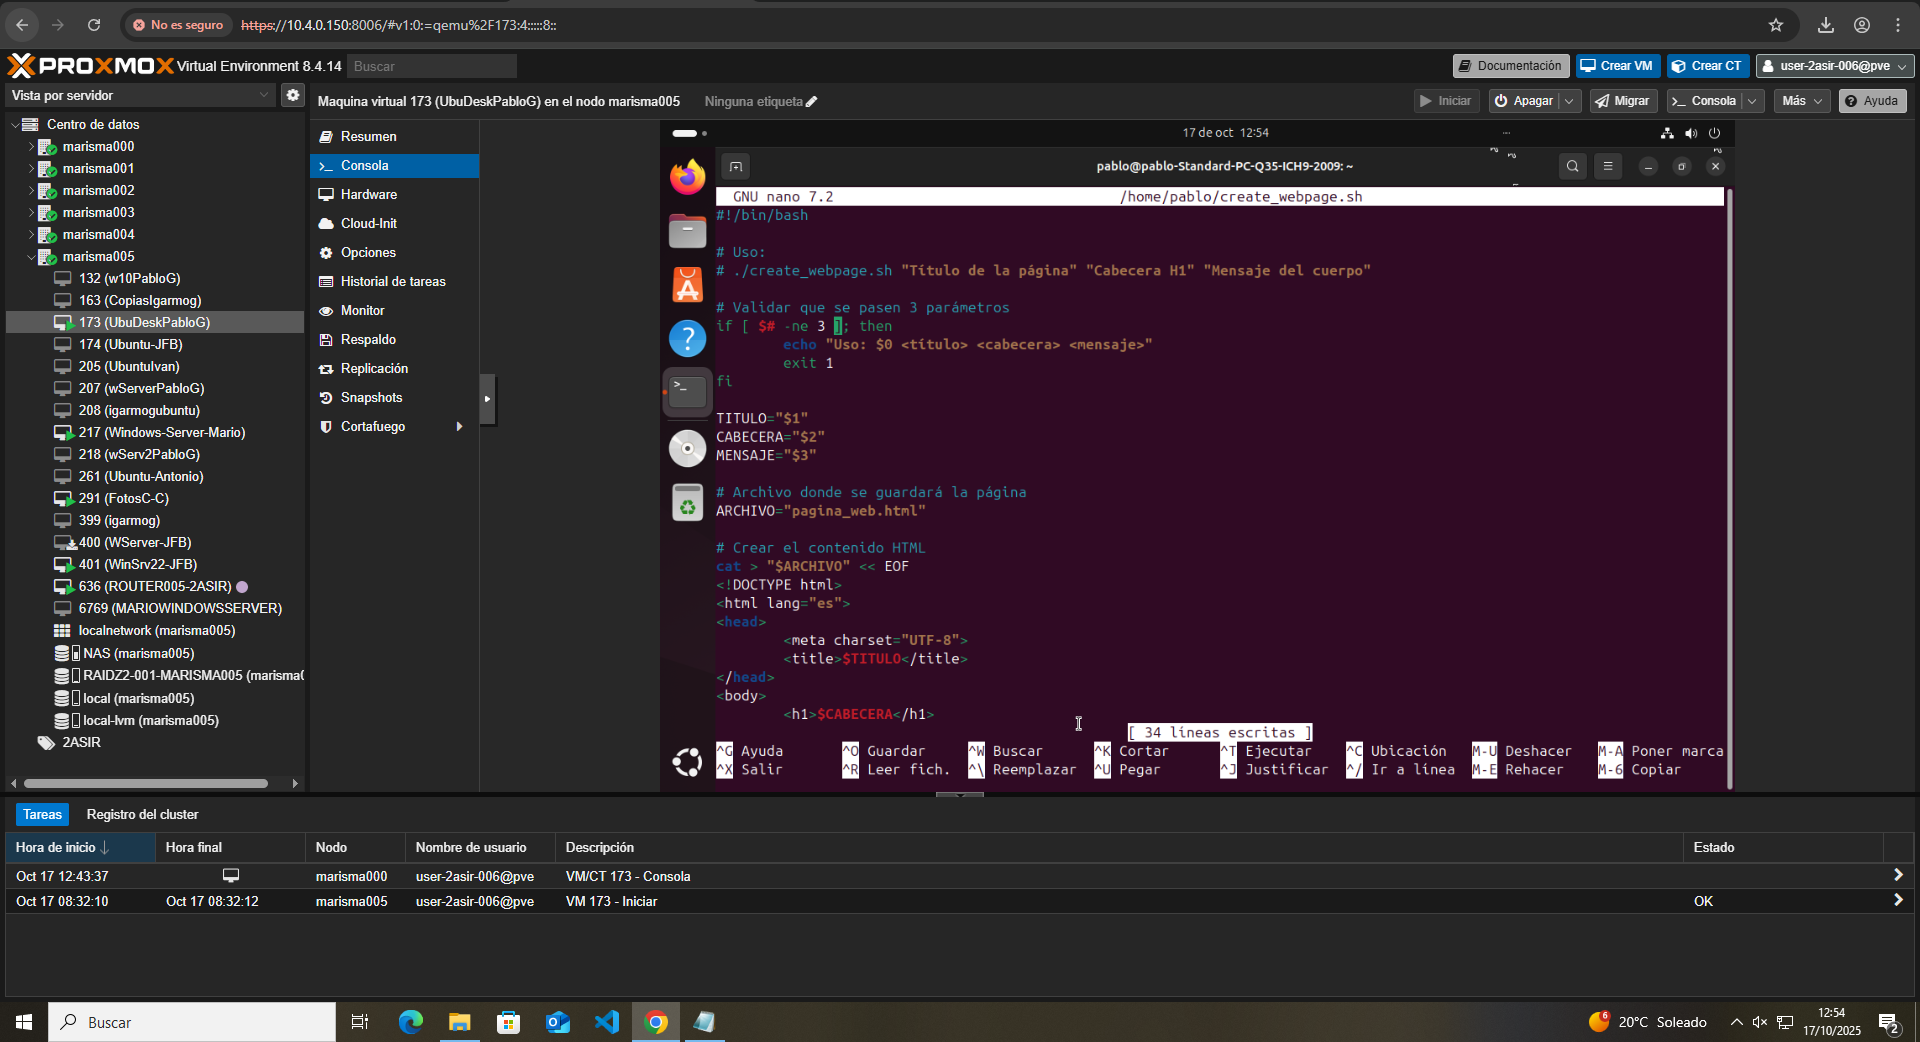 No es seguro
https://10.4.0.150:8006/#v1:0:=qemu%2F173:4:::::8::
PROXMOX Virtual Environment 8.4.14
Buscar
Documentación
Crear VM
Crear CT
user-2asir-006@pve
Vista por servidor
Maquina virtual 173 (UbuDeskPabloG) en el nodo marisma005
Ninguna etiqueta
Iniciar
Apagar
Migrar
Consola
Más
Ayuda
Centro de datos
marisma000
marisma001
marisma002
marisma003
marisma004
marisma005
132 (w10PabloG)
163 (CopiasIgarmog)
173 (UbuDeskPabloG)
174 (Ubuntu-JFB)
205 (UbuntuIvan)
207 (wServerPabloG)
208 (igarmogubuntu)
217 (Windows-Server-Mario)
218 (wServ2PabloG)
261 (Ubuntu-Antonio)
291 (FotosC-C)
399 (igarmog)
400 (WServer-JFB)
401 (WinSrv22-JFB)
636 (ROUTER005-2ASIR)
6769 (MARIOWINDOWSSERVER)
localnetwork (marisma005)
NAS (marisma005)
RAIDZ2-001-MARISMA005 (marisma0
local (marisma005)
local-lvm (marisma005)
2ASIR
Resumen
Consola
Hardware
Cloud-Init
Opciones
Historial de tareas
Monitor
Respaldo
Replicación
Snapshots
Cortafuego
17 de oct 12:54
pablo@pablo-Standard-PC-Q35-ICH9-2009: ~
GNU nano 7.2 /home/pablo/create_webpage.sh
#!/bin/bash
# Uso:
# ./create_webpage.sh "Título de la página" "Cabecera H1" "Mensaje del cuerpo"
# Validar que se pasen 3 parámetros
if [ $# -ne 3 ]; then
echo "Uso: $0 <titulo> <cabecera> <mensaje>"
exit 1
fi
TITULO="$1"
CABECERA="$2"
MENSAJE="$3"
# Archivo donde se guardará la página
ARCHIVO="pagina_web.html"
# Crear el contenido HTML
cat > "$ARCHIVO" << EOF
<!DOCTYPE html>
<html lang="es">
<head>
<meta charset="UTF-8">
<title>$TITULO</title>
</head>
<body>
<h1>$CABECERA</h1>
[ 34 líneas escritas ]
^G Ayuda ^O Guardar ^W Buscar ^K Cortar ^T Ejecutar ^C Ubicación M-U Deshacer M-A Poner marca
^X Salir ^R Leer fich. ^\ Reemplazar ^U Pegar ^J Justificar ^/ Ir a línea M-E Rehacer M-6 Copiar
Tareas
Registro del cluster
Hora de inicio Hora final Nodo Nombre de usuario Descripción Estado
Oct 17 12:43:37 marisma000 user-2asir-006@pve VM/CT 173 - Consola
Oct 17 08:32:10 Oct 17 08:32:12 marisma005 user-2asir-006@pve VM 173 - Iniciar OK
Buscar
6
20°C Soleado
12:54
17/10/2025
2